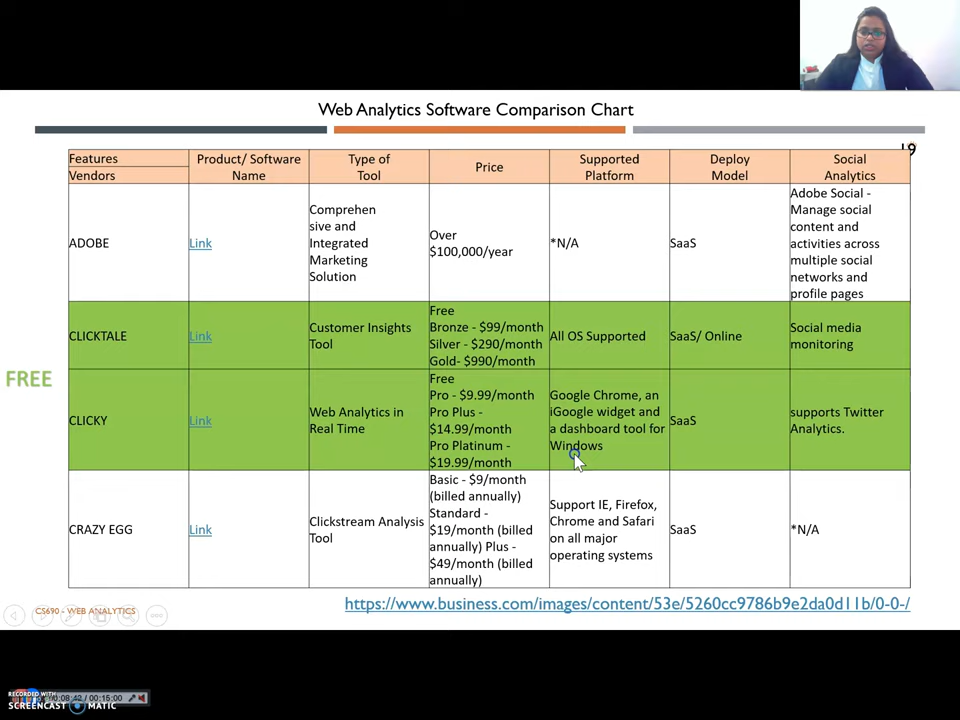 Web Analytics Software Comparison Chart
19
Features
Vendors
Product/ Software
Name
Type of
Tool
Price
Supported
Platform
Deploy
Model
Social
Analytics
ADOBE
Link
Comprehen
sive and
Integrated
Marketing
Solution
Over
$100,000/year
*N/A
SaaS
Adobe Social -
Manage social
content and
activities across
multiple social
networks and
profile pages
FREE
CLICKTALE
Link
Customer Insights
Tool
Free
Bronze - $99/month
Silver - $290/month
Gold- $990/month
All OS Supported
SaaS/ Online
Social media
monitoring
CLICKY
Link
Web Analytics in
Real Time
Free
Pro - $9.99/month
Pro Plus -
$14.99/month
Pro Platinum -
$19.99/month
Google Chrome, an
iGoogle widget and
a dashboard tool for
Windows
SaaS
supports Twitter
Analytics.
CRAZY EGG
Link
Clickstream Analysis
Tool
Basic - $9/month
(billed annually)
Standard -
$19/month (billed
annually) Plus -
$49/month (billed
annually)
Support IE, Firefox,
Chrome and Safari
on all major
operating systems
SaaS
*N/A
CS690 - WEB ANALYTICS
https://www.business.com/images/content/53e/5260cc9786b9e2da0d11b/0-0-/
RECORDED WITH
SCREENCAST MATIC
0:08:42 / 00:15:00